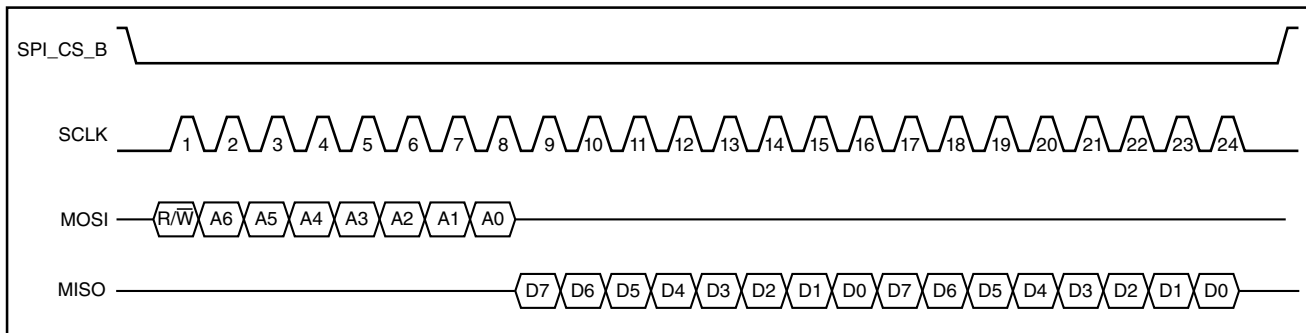 SPI_CS_B
SCLK 1 2 3 4 5 6 7 8 9 10 11 12 13 14 15 16 17 18 19 20 21 22 23 24
MOSI R/W̅ A6 A5 A4 A3 A2 A1 A0
MISO D7 D6 D5 D4 D3 D2 D1 D0 D7 D6 D5 D4 D3 D2 D1 D0